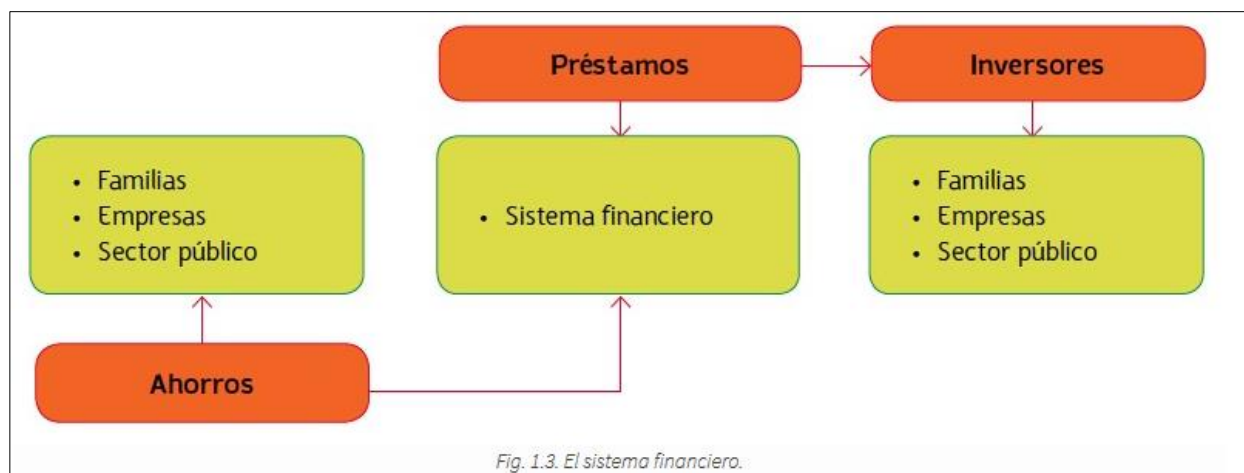 Préstamos
Inversores
• Familias
• Empresas
• Sector público
• Sistema financiero
• Familias
• Empresas
• Sector público
Ahorros
Fig. 1.3. El sistema financiero.